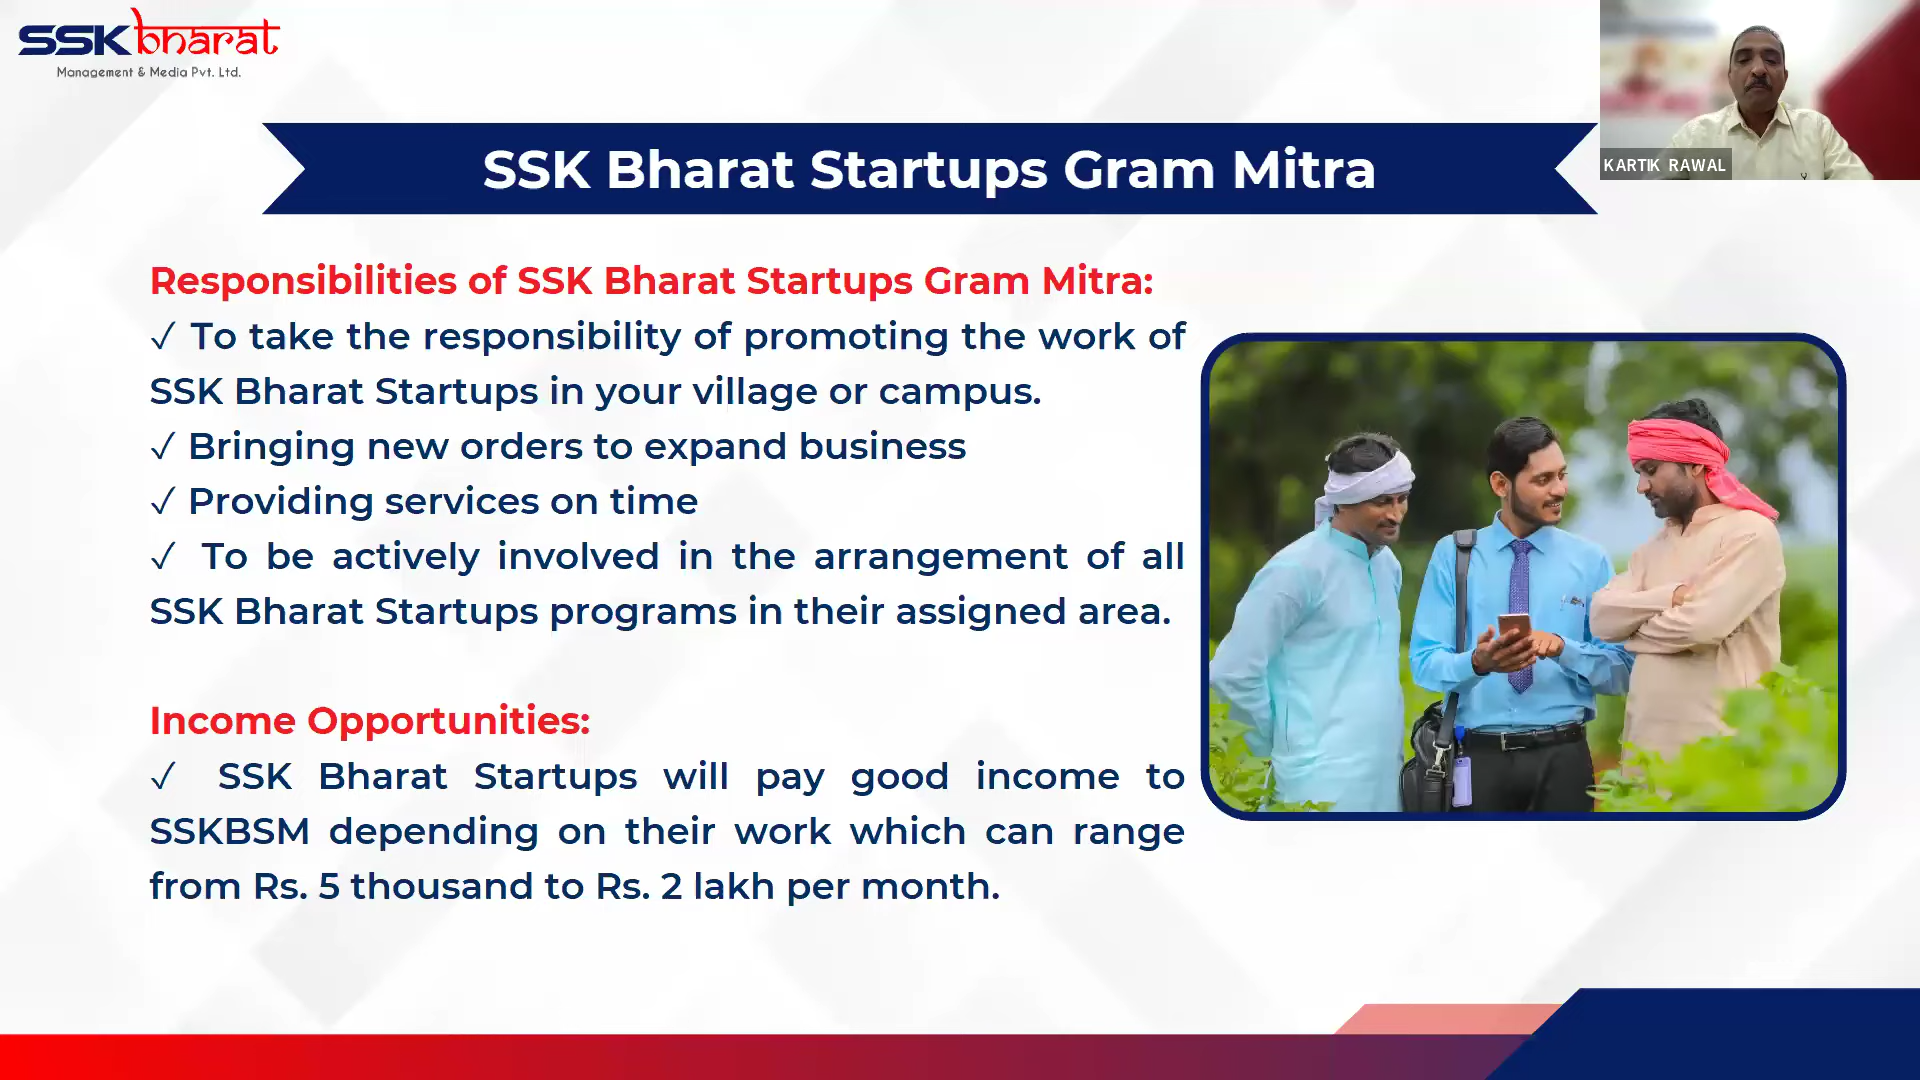 SSK bharat
Management & Media Pvt. Ltd.
KARTIK RAWAL
SSK Bharat Startups Gram Mitra
Responsibilities of SSK Bharat Startups Gram Mitra:
✓ To take the responsibility of promoting the work of
SSK Bharat Startups in your village or campus.
✓ Bringing new orders to expand business
✓ Providing services on time
✓ To be actively involved in the arrangement of all
SSK Bharat Startups programs in their assigned area.
Income Opportunities:
✓ SSK Bharat Startups will pay good income to
SSKBSM depending on their work which can range
from Rs. 5 thousand to Rs. 2 lakh per month.